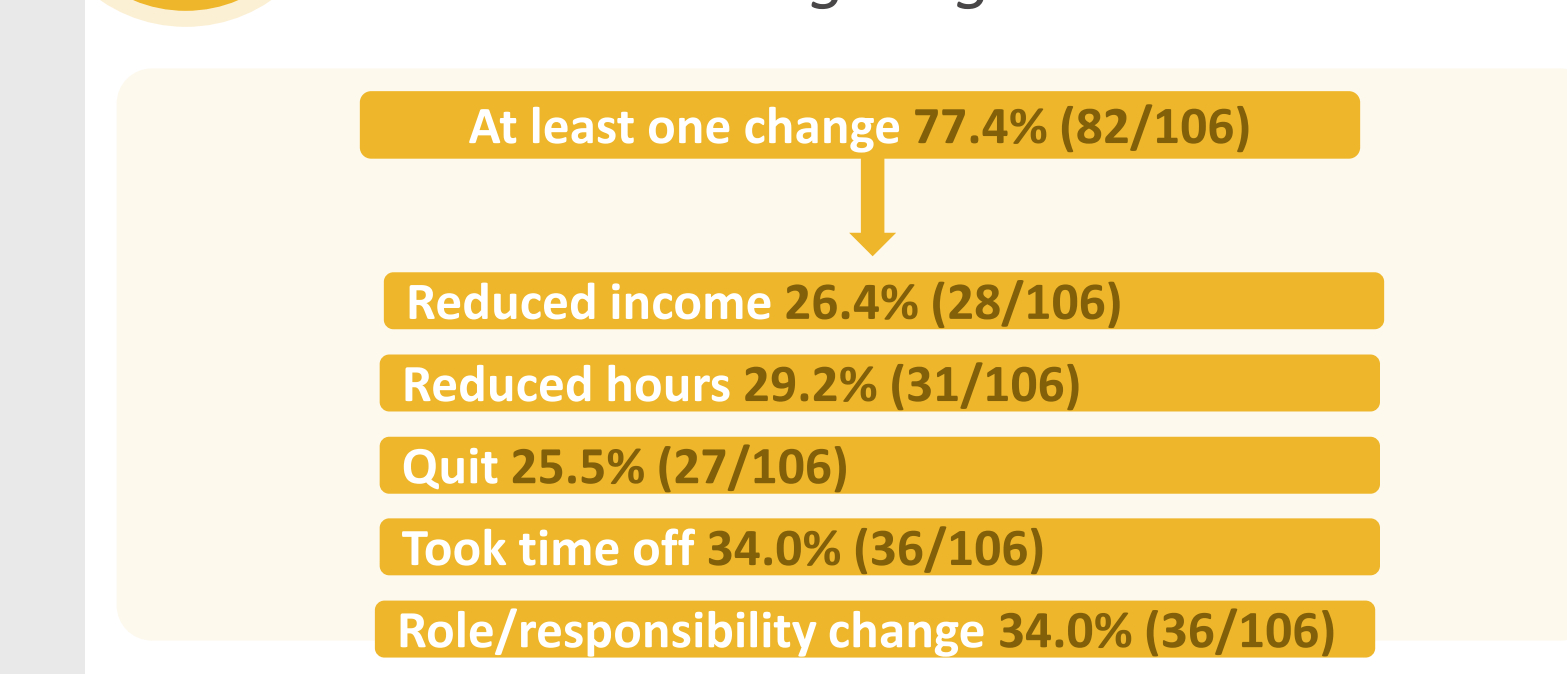 At least one change 77.4% (82/106)
Reduced income 26.4% (28/106)
Reduced hours 29.2% (31/106)
Quit 25.5% (27/106)
Took time off 34.0% (36/106)
Role/responsibility change 34.0% (36/106)